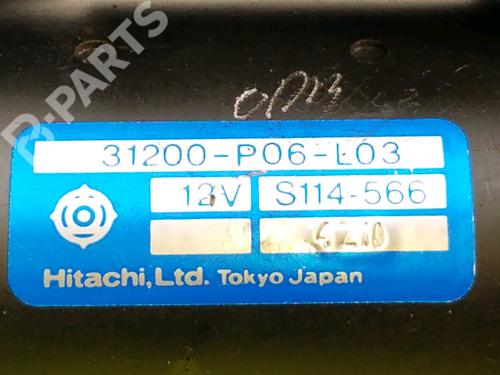 B-PARTS
31200-P06-L03
12V S114-566
Hitachi, Ltd. Tokyo Japan